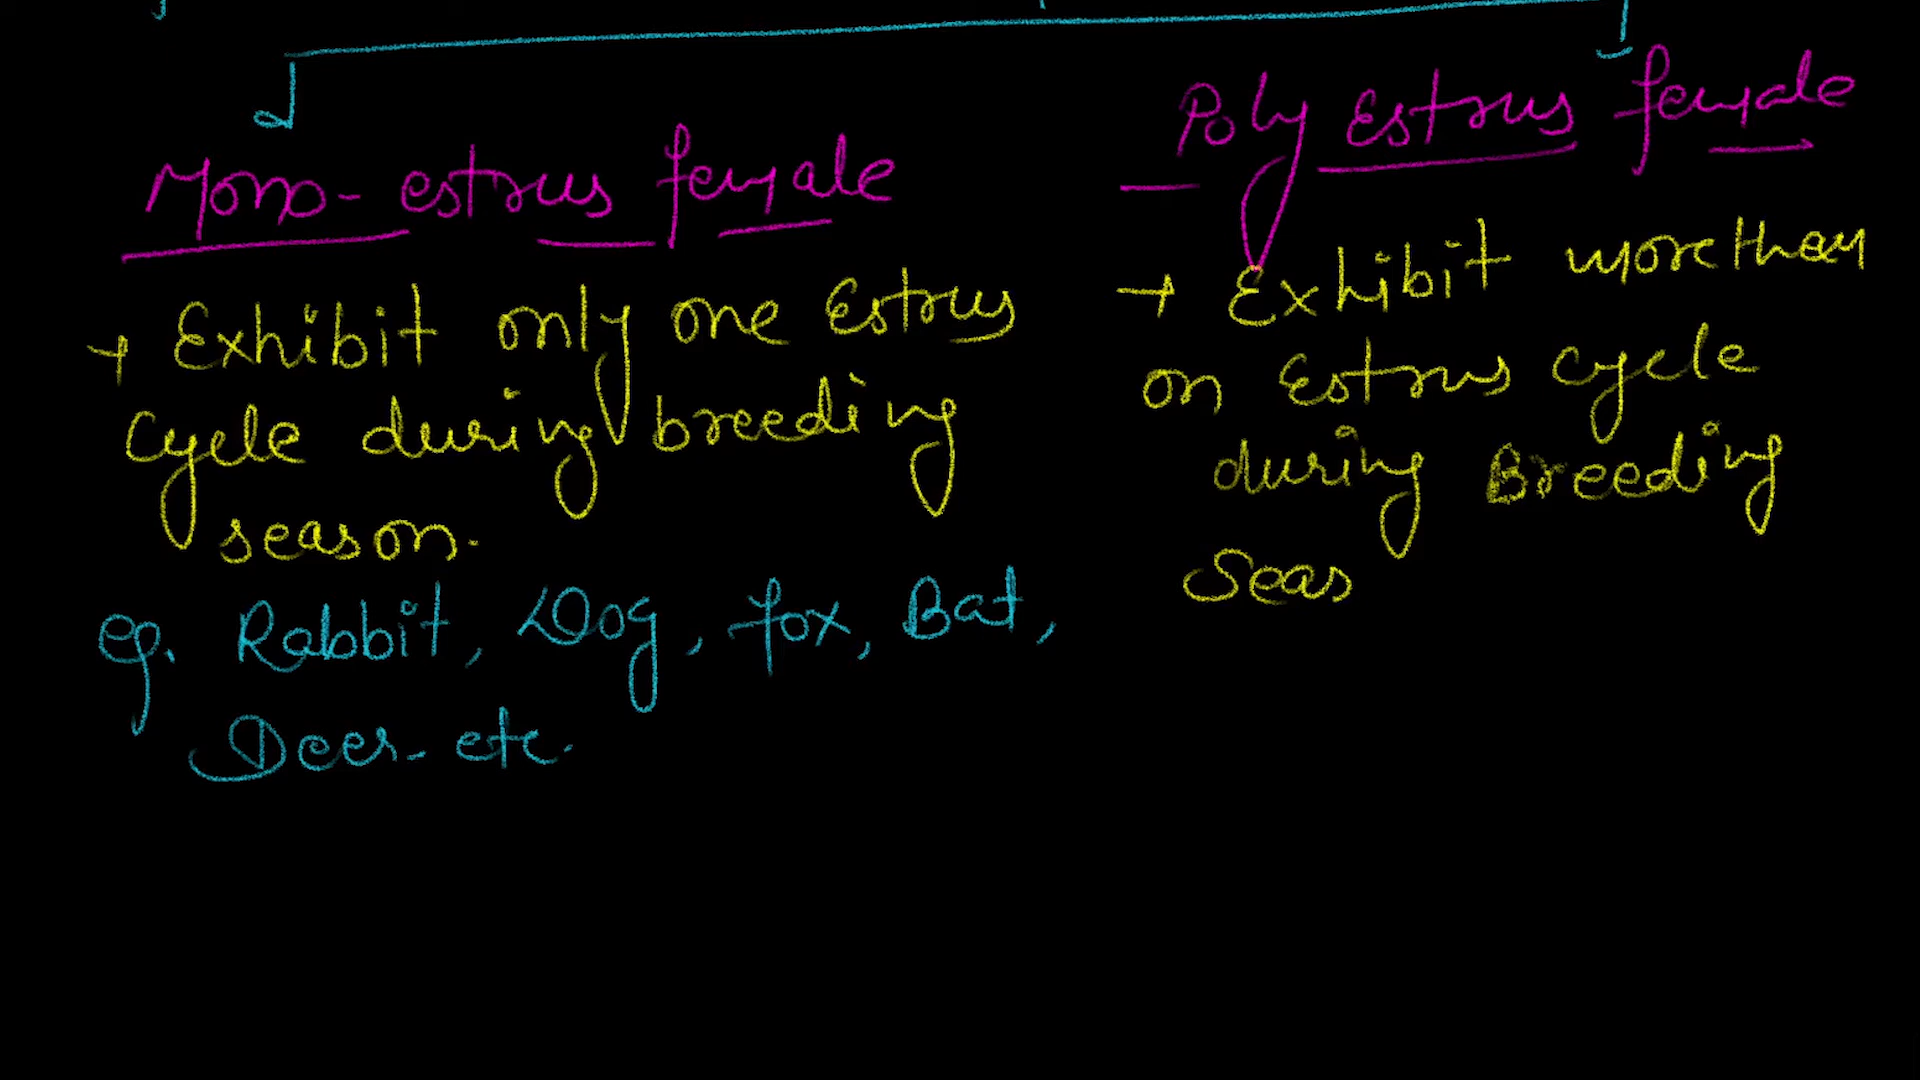 Mono-estrus female
→ Exhibit only one Estrus
cycle during breeding
season.
eg. Rabbit, Dog, fox, Bat,
Deer etc.
Poly Estrus female
→ Exhibit more than
on Estrus cycle
during Breeding
Seas